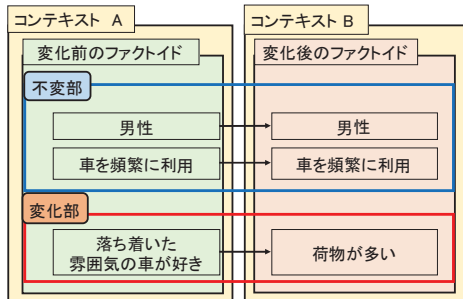 コンテキスト A
コンテキスト B
変化前のファクトイド
変化後のファクトイド
不変部
男性
男性
車を頻繁に利用
車を頻繁に利用
変化部
落ち着いた
雰囲気の車が好き
荷物が多い